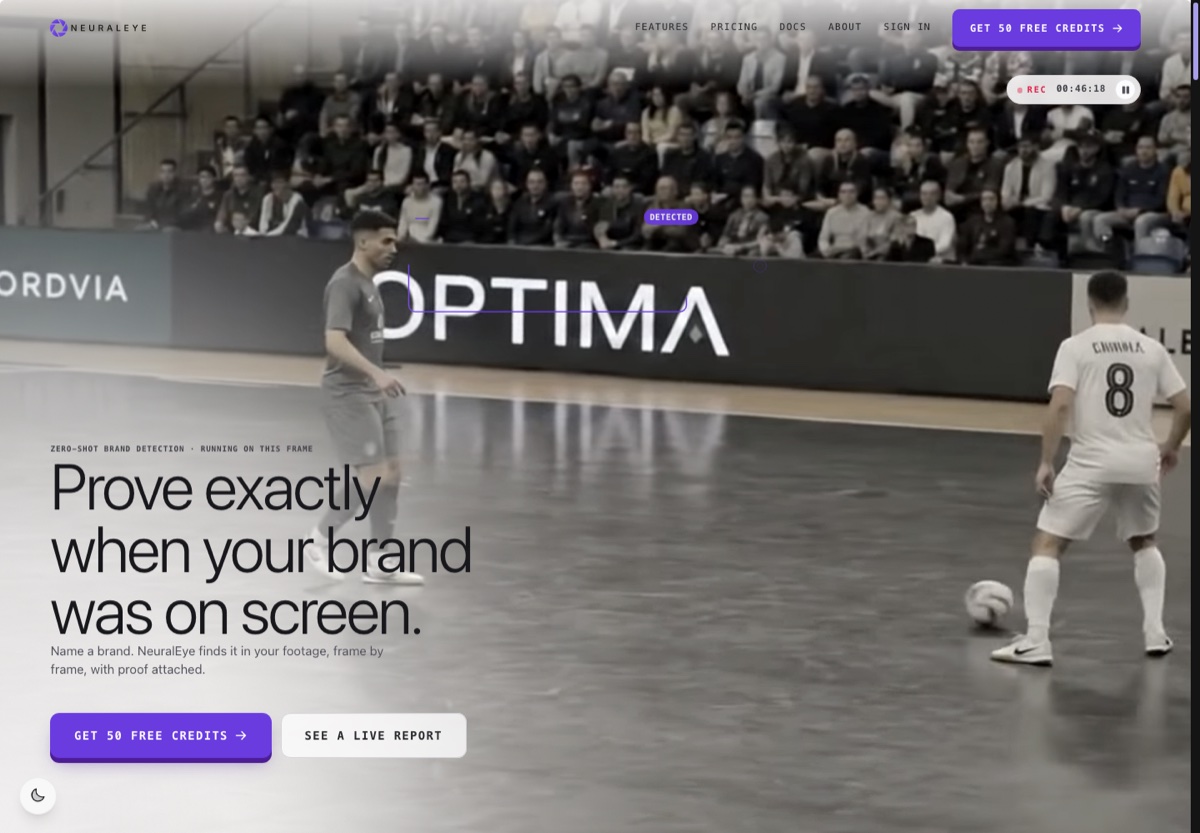 NEURALEYE
FEATURES PRICING DOCS ABOUT SIGN IN GET 50 FREE CREDITS →
REC 00:46:18
DETECTED
ORDVIA
OPTIMA
8
ZERO-SHOT BRAND DETECTION · RUNNING ON THIS FRAME
Prove exactly
when your brand
was on screen.
Name a brand. NeuralEye finds it in your footage, frame by
frame, with proof attached.
GET 50 FREE CREDITS → SEE A LIVE REPORT